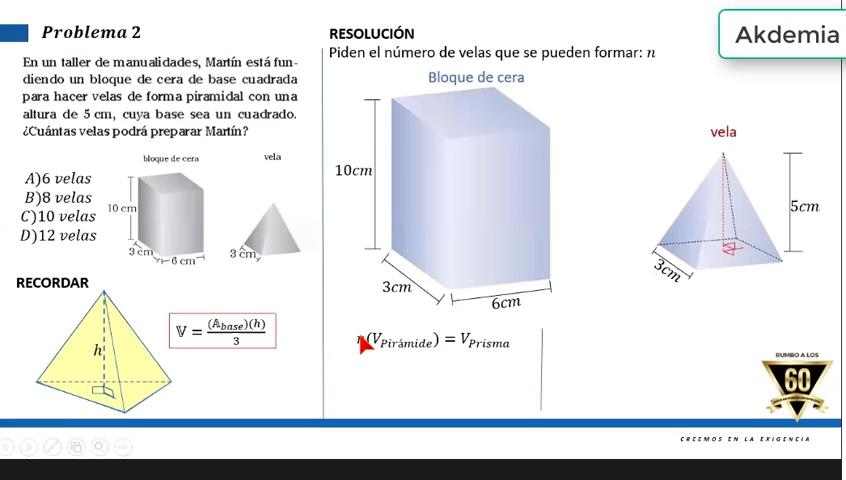 Problema 2
En un taller de manualidades, Martín está fun-
diendo un bloque de cera de base cuadrada
para hacer velas de forma piramidal con una
altura de 5 cm, cuya base sea un cuadrado.
¿Cuántas velas podrá preparar Martín?
A)6 velas
B)8 velas
C)10 velas
D)12 velas
bloque de cera
10 cm
3 cm
6 cm
vela
3 cm
RECORDAR
h
𝕍 = (𝔸base)(h)
3
RESOLUCIÓN
Piden el número de velas que se pueden formar: n
Bloque de cera
10cm
3cm
6cm
vela
5cm
3cm
(V_Pirámide) = V_Prisma
Akdemia
RUMBO A LOS
60
CREEMOS EN LA EXIGENCIA